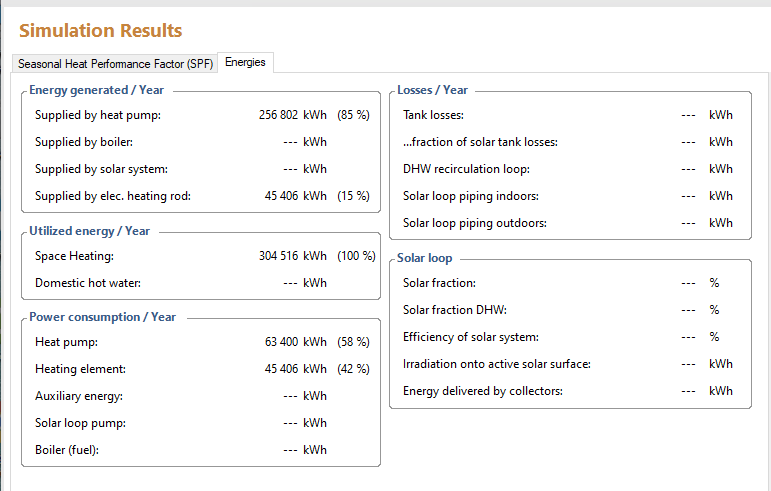 Simulation Results
Seasonal Heat Performance Factor (SPF) Energies
Energy generated / Year
Supplied by heat pump: 256 802 kWh (85 %)
Supplied by boiler: --- kWh
Supplied by solar system: --- kWh
Supplied by elec. heating rod: 45 406 kWh (15 %)
Utilized energy / Year
Space Heating: 304 516 kWh (100 %)
Domestic hot water: --- kWh
Power consumption / Year
Heat pump: 63 400 kWh (58 %)
Heating element: 45 406 kWh (42 %)
Auxiliary energy: --- kWh
Solar loop pump: --- kWh
Boiler (fuel): --- kWh
Losses / Year
Tank losses: --- kWh
...fraction of solar tank losses: --- kWh
DHW recirculation loop: --- kWh
Solar loop piping indoors: --- kWh
Solar loop piping outdoors: --- kWh
Solar loop
Solar fraction: --- %
Solar fraction DHW: --- %
Efficiency of solar system: --- %
Irradiation onto active solar surface: --- kWh
Energy delivered by collectors: --- kWh